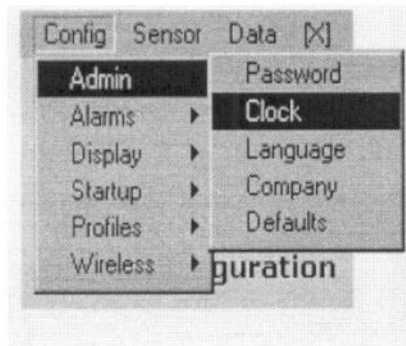 Config Sensor Data [X]
Admin
Alarms
Display
Startup
Profiles
Wireless
Password
Clock
Language
Company
Defaults
guration